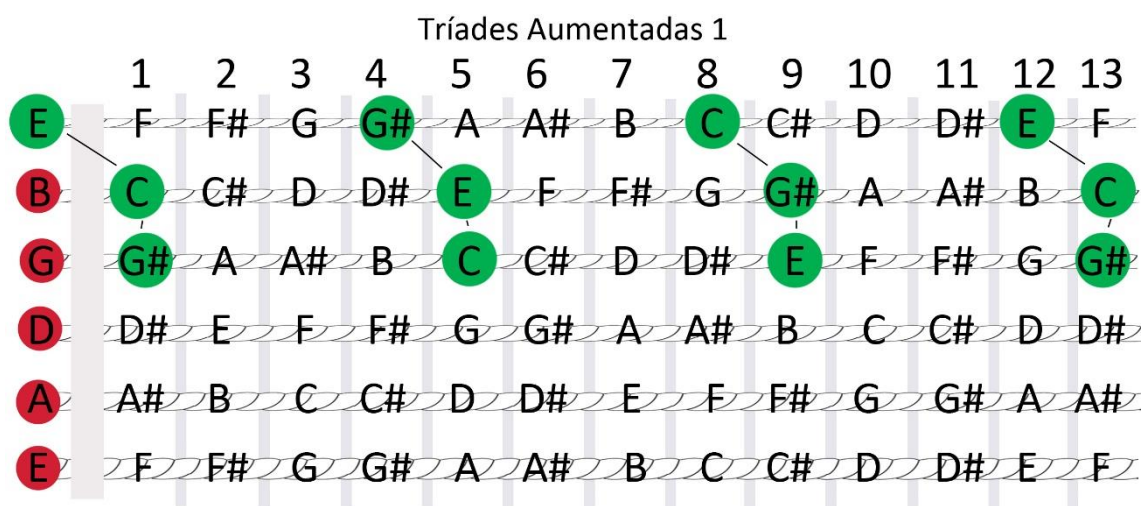 Tríades Aumentadas 1
1 2 3 4 5 6 7 8 9 10 11 12 13
E F F# G G# A A# B C C# D D# E F
B C C# D D# E F F# G G# A A# B C
G G# A A# B C C# D D# E F F# G G#
D D# E F F# G G# A A# B C C# D D#
A A# B C C# D D# E F F# G G# A A#
E F F# G G# A A# B C C# D D# E F